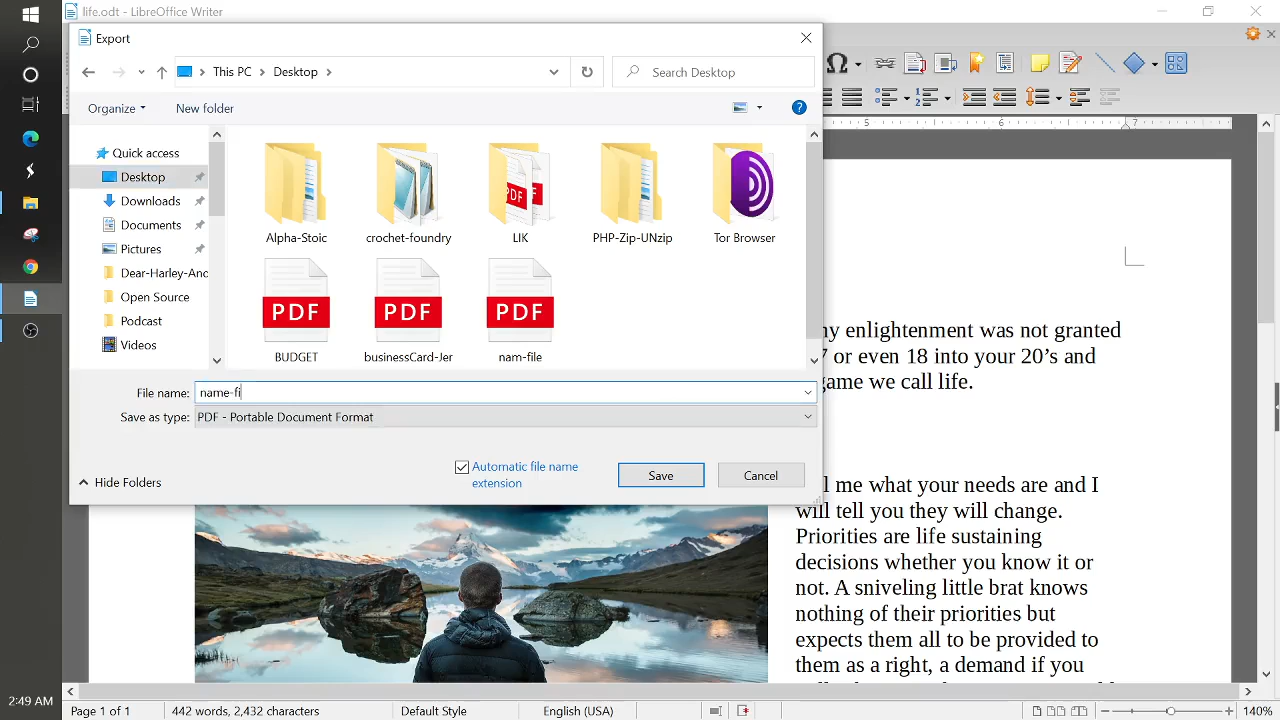 life.odt - LibreOffice Writer
Export
This PC
Desktop
Search Desktop
Organize
New folder
Quick access
Desktop
Downloads
Documents
Pictures
Dear-Harley-And
Open Source
Podcast
Videos
Alpha-Stoic
crochet-foundry
PDF
LIK
PHP-Zip-UNzip
Tor Browser
PDF
PDF
PDF
BUDGET
businessCard-Jer
nam-file
File name:
name-fi
Save as type:
PDF - Portable Document Format
Automatic file name
extension
Save
Cancel
Hide Folders
5
6
7
ny enlightenment was not granted
7 or even 18 into your 20’s and
game we call life.
l me what your needs are and I
will tell you they will change.
Priorities are life sustaining
decisions whether you know it or
not. A sniveling little brat knows
nothing of their priorities but
expects them all to be provided to
them as a right, a demand if you
2:49 AM
Page 1 of 1
442 words, 2,432 characters
Default Style
English (USA)
140%